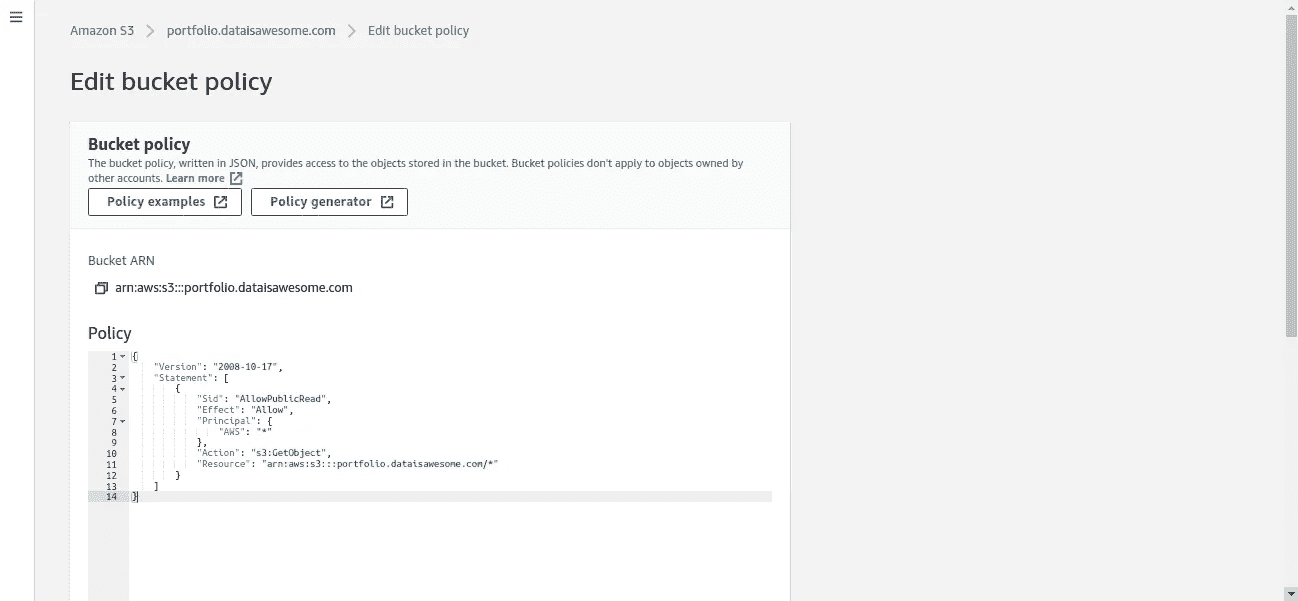 Amazon S3 > portfolio.dataisawesome.com > Edit bucket policy
Edit bucket policy
Bucket policy
The bucket policy, written in JSON, provides access to the objects stored in the bucket. Bucket policies don't apply to objects owned by
other accounts. Learn more
Policy examples Policy generator
Bucket ARN
arn:aws:s3:::portfolio.dataisawesome.com
Policy
1 {
2 "Version": "2008-10-17",
3 "Statement": [
4 {
5 "Sid": "AllowPublicRead",
6 "Effect": "Allow",
7 "Principal": {
8 "AWS": "*"
9 },
10 "Action": "s3:GetObject",
11 "Resource": "arn:aws:s3:::portfolio.dataisawesome.com/*"
12 }
13 ]
14 }